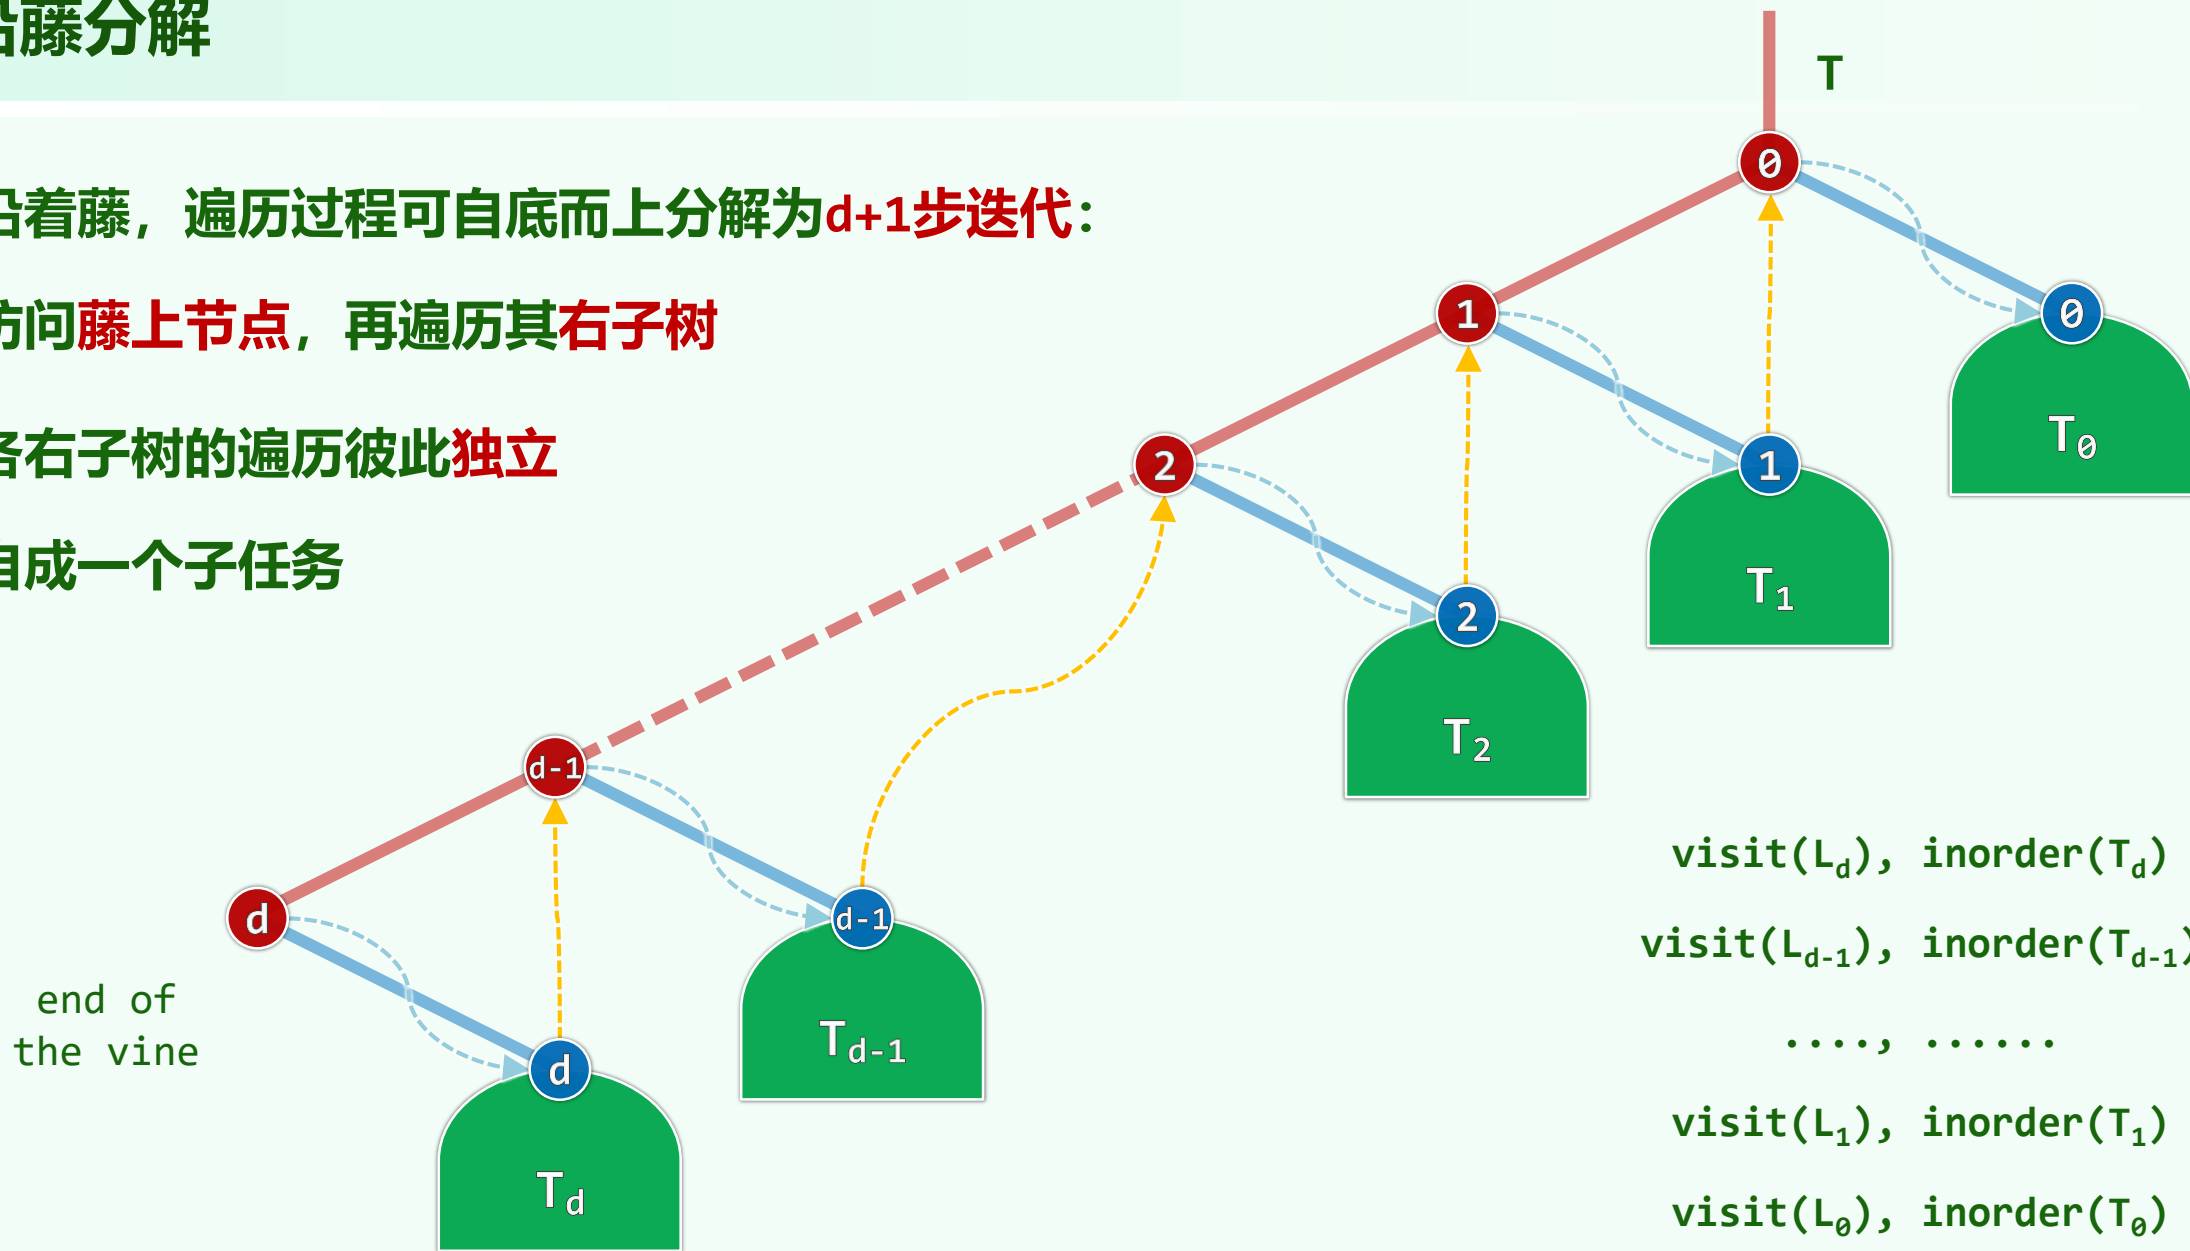 沿藤分解
沿着藤，遍历过程可自底而上分解为d+1步迭代：
访问藤上节点，再遍历其右子树
各右子树的遍历彼此独立
自成一个子任务
T
0
1
0
2
1
T0
2
T1
T2
d-1
d
d-1
end of
the vine
d
Td-1
Td
visit(Ld), inorder(Td)
visit(Ld-1), inorder(Td-1)
...., ......
visit(L1), inorder(T1)
visit(L0), inorder(T0)